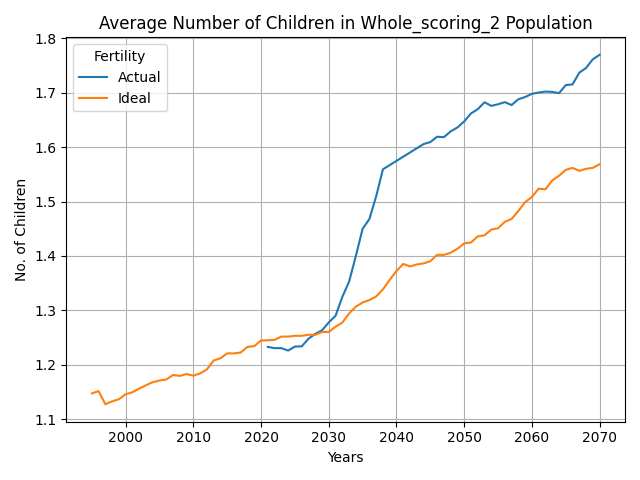 Average Number of Children in Whole_scoring_2 Population
Fertility
Actual
Ideal
No. of Children
1.8
1.7
1.6
1.5
1.4
1.3
1.2
1.1
2000 2010 2020 2030 2040 2050 2060 2070
Years